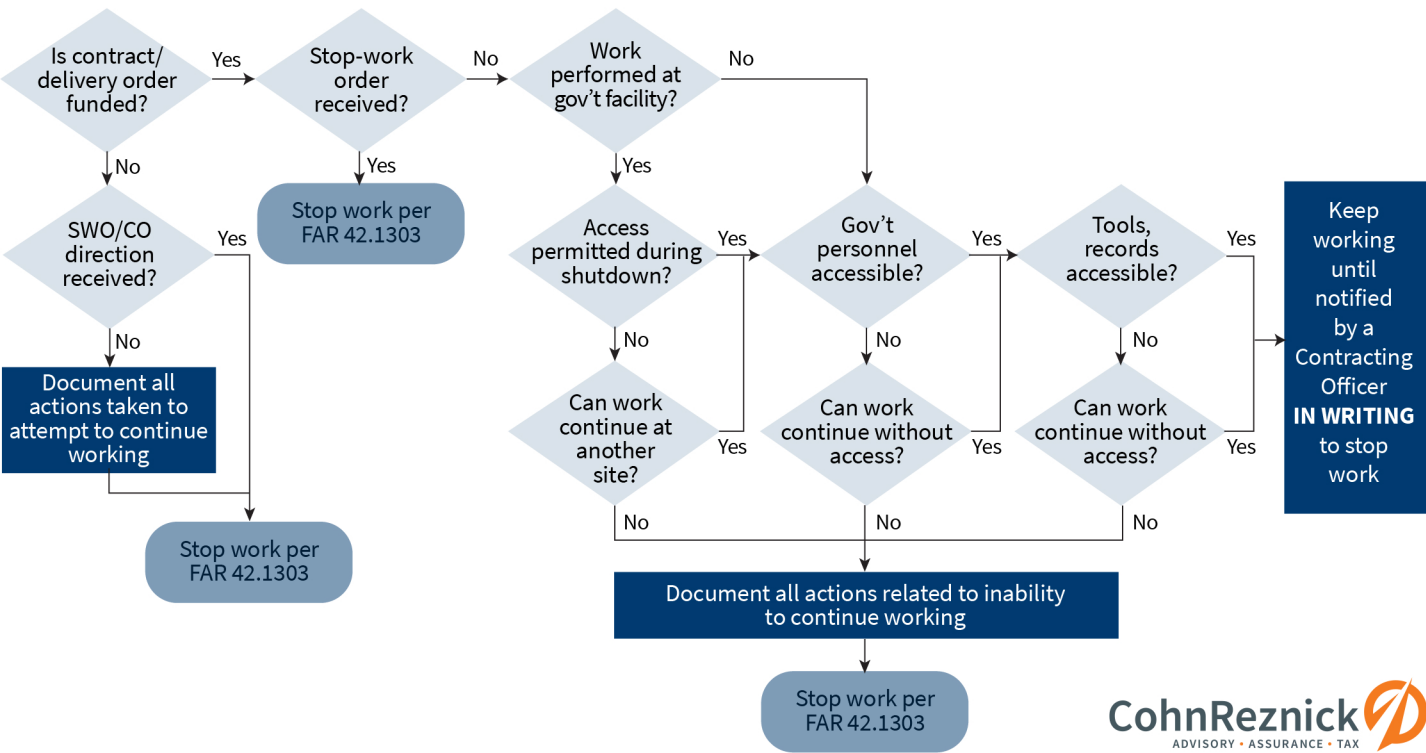 Is contract/
delivery order
funded?
Yes
Stop-work
order
received?
No
Work
performed at
gov't facility?
No
No
Yes
Yes
Stop work per
FAR 42.1303
SWO/CO
direction
received?
Yes
No
Document all
actions taken to
attempt to continue
working
Stop work per
FAR 42.1303
Access
permitted during
shutdown?
Yes
No
Can work
continue at
another
site?
Yes
No
Gov't
personnel
accessible?
Yes
No
Can work
continue without
access?
Yes
No
Tools,
records
accessible?
Yes
No
Can work
continue without
access?
Yes
No
Keep
working
until
notified
by a
Contracting
Officer
IN WRITING
to stop
work
Document all actions related to inability
to continue working
Stop work per
FAR 42.1303
CohnReznick
ADVISORY • ASSURANCE • TAX